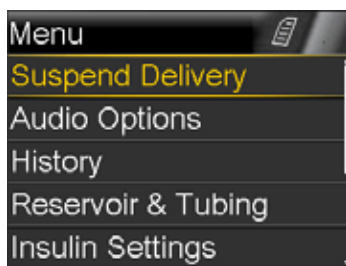 Menu
Suspend Delivery
Audio Options
History
Reservoir & Tubing
Insulin Settings